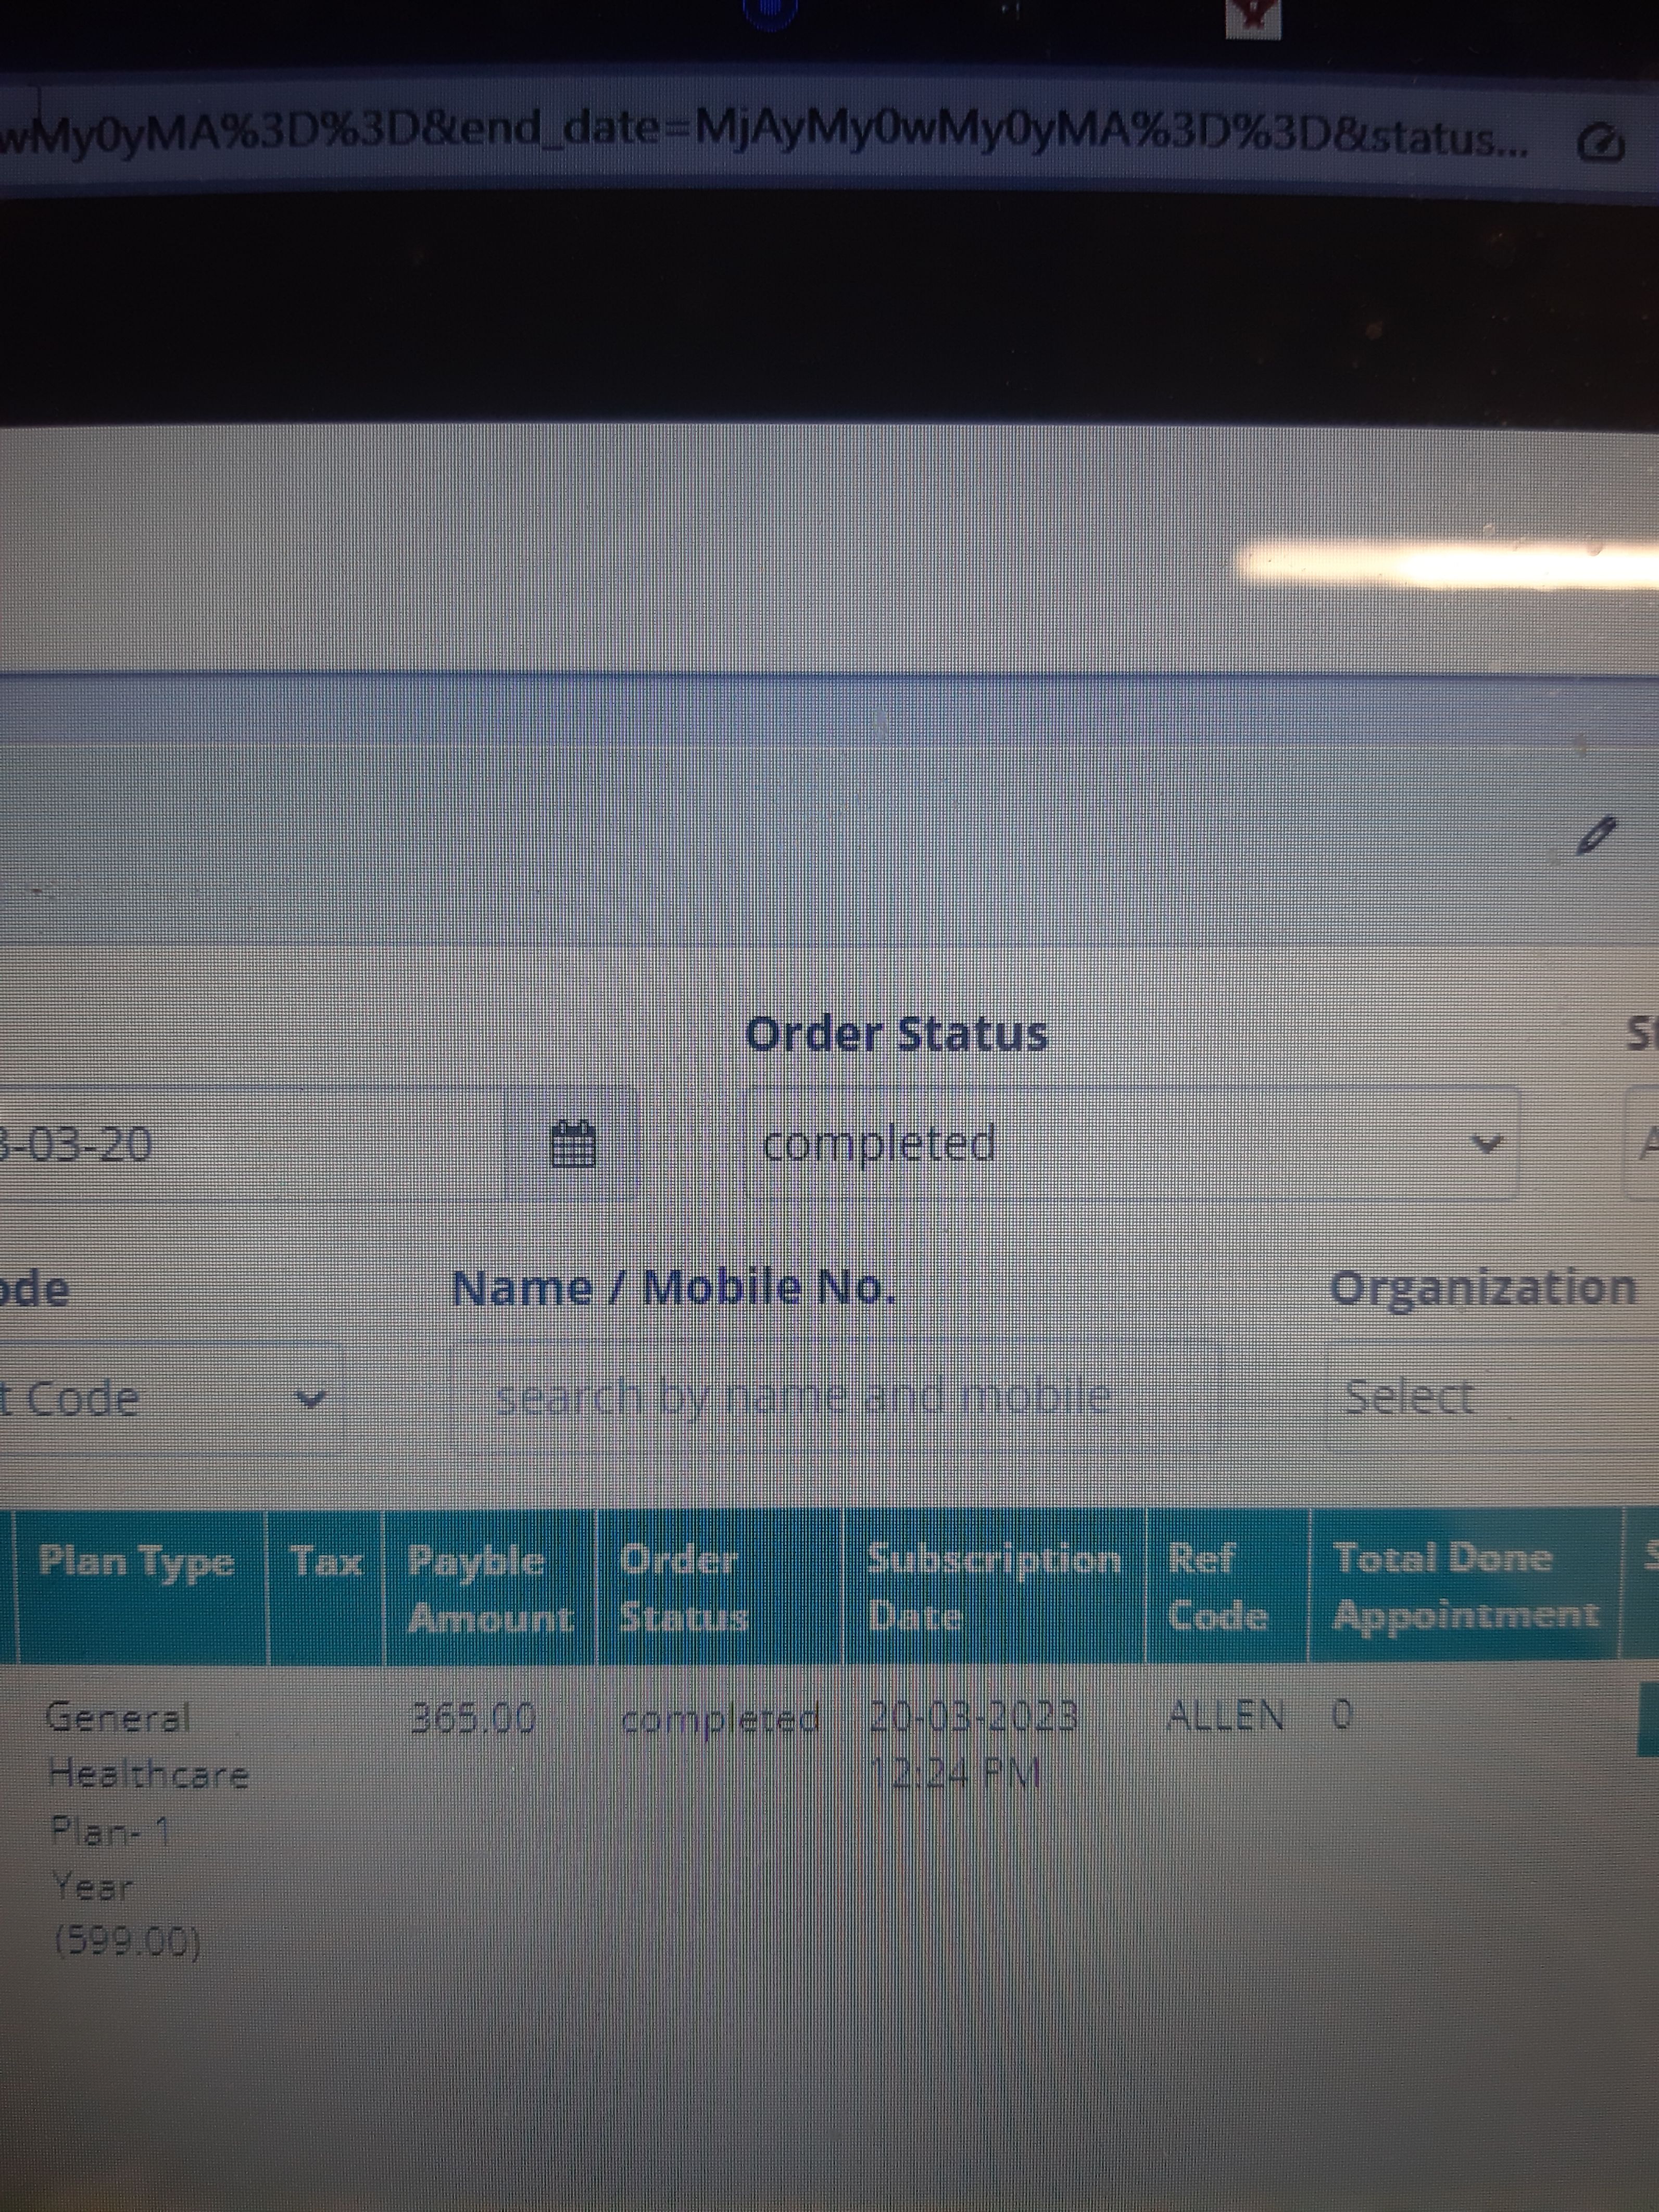 wMy0yMA%3D%3D&end_date=MjAyMy0wMy0yMA%3D%3D&status...
Order Status
St
3-03-20
completed
A
ode
Name / Mobile No.
Organization
t Code
search by name and mobile
Select
Plan Type
Tax
Payble
Amount
Order
Status
Subscription
Date
Ref
Code
Total Done
Appointment
S
General
Healthcare
Plan- 1
Year
(599.00)
365.00
completed
20-03-2023
12:24 PM
ALLEN
0